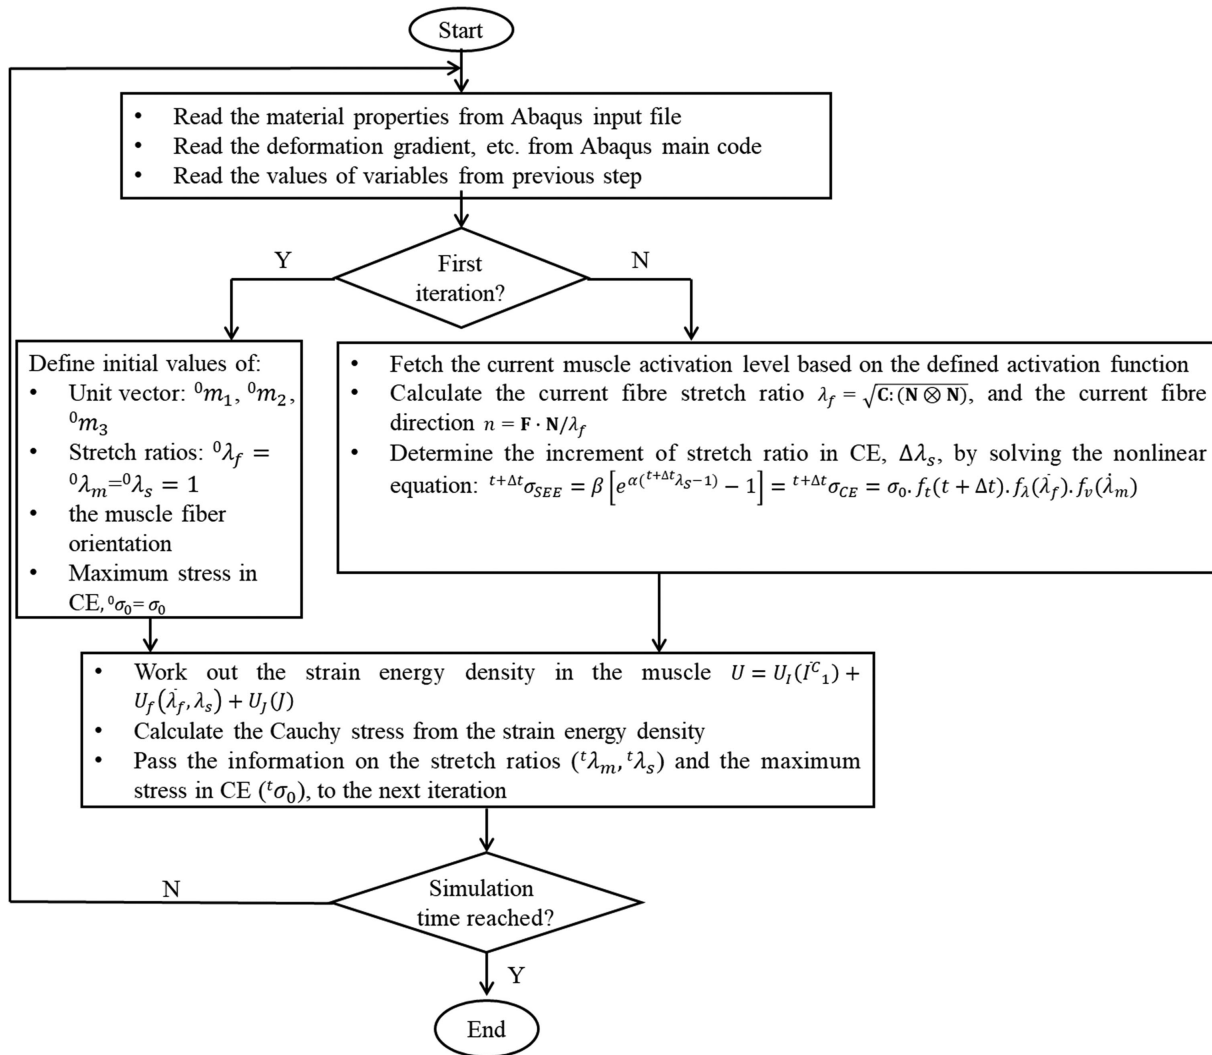 Start
• Read the material properties from Abaqus input file
• Read the deformation gradient, etc. from Abaqus main code
• Read the values of variables from previous step
First
iteration?
Y
N
Define initial values of:
• Unit vector: ⁰m₁, ⁰m₂,
⁰m₃
• Stretch ratios: ⁰λ_f =
⁰λ_m=⁰λ_s = 1
• the muscle fiber
orientation
• Maximum stress in
CE,⁰σ₀= σ₀
• Fetch the current muscle activation level based on the defined activation function
• Calculate the current fibre stretch ratio λ_f = √(C:(N ⊗ N)), and the current fibre
direction n = F · N/λ_f
• Determine the increment of stretch ratio in CE, Δλ_s, by solving the nonlinear
equation: ^{t+Δt}σ_{SEE} = β[e^{α(^{t+Δt}λ_S−1)} − 1] = ^{t+Δt}σ_{CE} = σ₀. f_t(t + Δt). f_λ(λ̇_f). f_v(λ̇_m)
• Work out the strain energy density in the muscle U = U_I(Ī^C₁) +
U_f(λ̇_f, λ_s) + U_J(J)
• Calculate the Cauchy stress from the strain energy density
• Pass the information on the stretch ratios (^tλ_m, ^tλ_s) and the maximum
stress in CE (^tσ₀), to the next iteration
N
Simulation
time reached?
Y
End